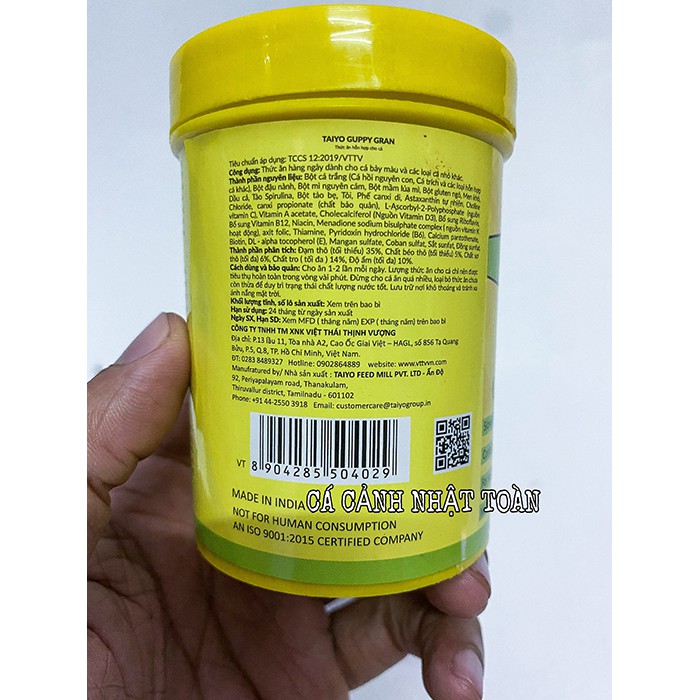 TAIYO GUPPY GRAN
Thức ăn hỗn hợp cho cá
Tiêu chuẩn áp dụng: TCCS 12:2019/VTTV
Công dụng: Thức ăn hàng ngày dành cho cá bảy màu và các loại cá nhỏ khác.
Thành phần nguyên liệu: Bột cá trắng (Cá hồi nguyên con, Cá trích và các loại hỗn hợp
cá khác), Bột đậu nành, Bột mì nguyên cám, Bột mầm lúa mì, Bột gluten ngô, Men khô,
Dầu cá, Tảo Spirulina, Bột tảo bẹ, Tỏi, Phế canxi di, Astaxanthin tự nhiên, Choline
Chloride, canxi propionate (chất bảo quản), L-Ascorbyl-2-Polyphosphate (nguồn
vitamin C), Vitamin A acetate, Cholecalciferol (Nguồn Vitamin D3), Bổ sung Riboflavin,
Bổ sung Vitamin B12, Niacin, Menadione sodium bisulphate complex ( nguồn vitamin K
hoạt động), axit folic, Thiamine, Pyridoxin hydrochloride (Bó), Calcium pantothenate,
Biotin, DL - alpha tocopherol (E), Mangan sulfate, Coban sulfat, Sắt sunfat, Đồng sunfat,
Thành phần phân tích: Đạm thô (tối thiểu) 35%, Chất béo thô (tối thiểu) 5%, Chất xơ
thô (tối đa) 6%, Chất tro ( tối đa ) 14%, Độ ẩm (tối đa) 10%.
Cách dùng và bảo quản: Cho ăn 1-2 lần mỗi ngày. Lượng thức ăn cho cá chỉ nên được
tiêu thụ hoàn toàn trong vòng vài phút. Đừng cho cá ăn quá nhiều, loại bỏ thức ăn chưa
còn thừa để duy trì trạng thái chất lượng nước tốt. Lưu trữ nơi khô thoáng và tránh xa
ánh nắng mặt trời.
Khối lượng tịnh, số lô sản xuất: Xem trên bao bì
Hạn sử dụng: 24 tháng từ ngày sản xuất
Ngày SX, Hạn SD: Xem MFD ( tháng năm) EXP ( tháng năm) trên bao bì
CÔNG TY TNHH TM XNK VIỆT THÁI THỊNH VƯỢNG
Địa chỉ: P.13 lầu 11, Tòa nhà A2, Cao Ốc Giai Việt – HAGL, số 856 Tạ Quang
Bửu, P.5, Q.8, TP. Hồ Chí Minh, Việt Nam.
ĐT: 0283 8489327 Hotline: 0902864889 website: www.vttvvn.com
Manufratured by/ Nhà sản xuất : TAIYO FEED MILL PVT. LTD - Ấn Độ
92, Periyapalayam road, Thanakulam,
Thiruvallur district, Tamilnadu - 601102
Phone: +91 44-2550 3918 Email: customercare@taiyogroup.in
VT 8 904285 504029
MADE IN INDIA
CÁ CẢNH NHẬT TOÀN
NOT FOR HUMAN CONSUMPTION
AN ISO 9001:2015 CERTIFIED COMPANY